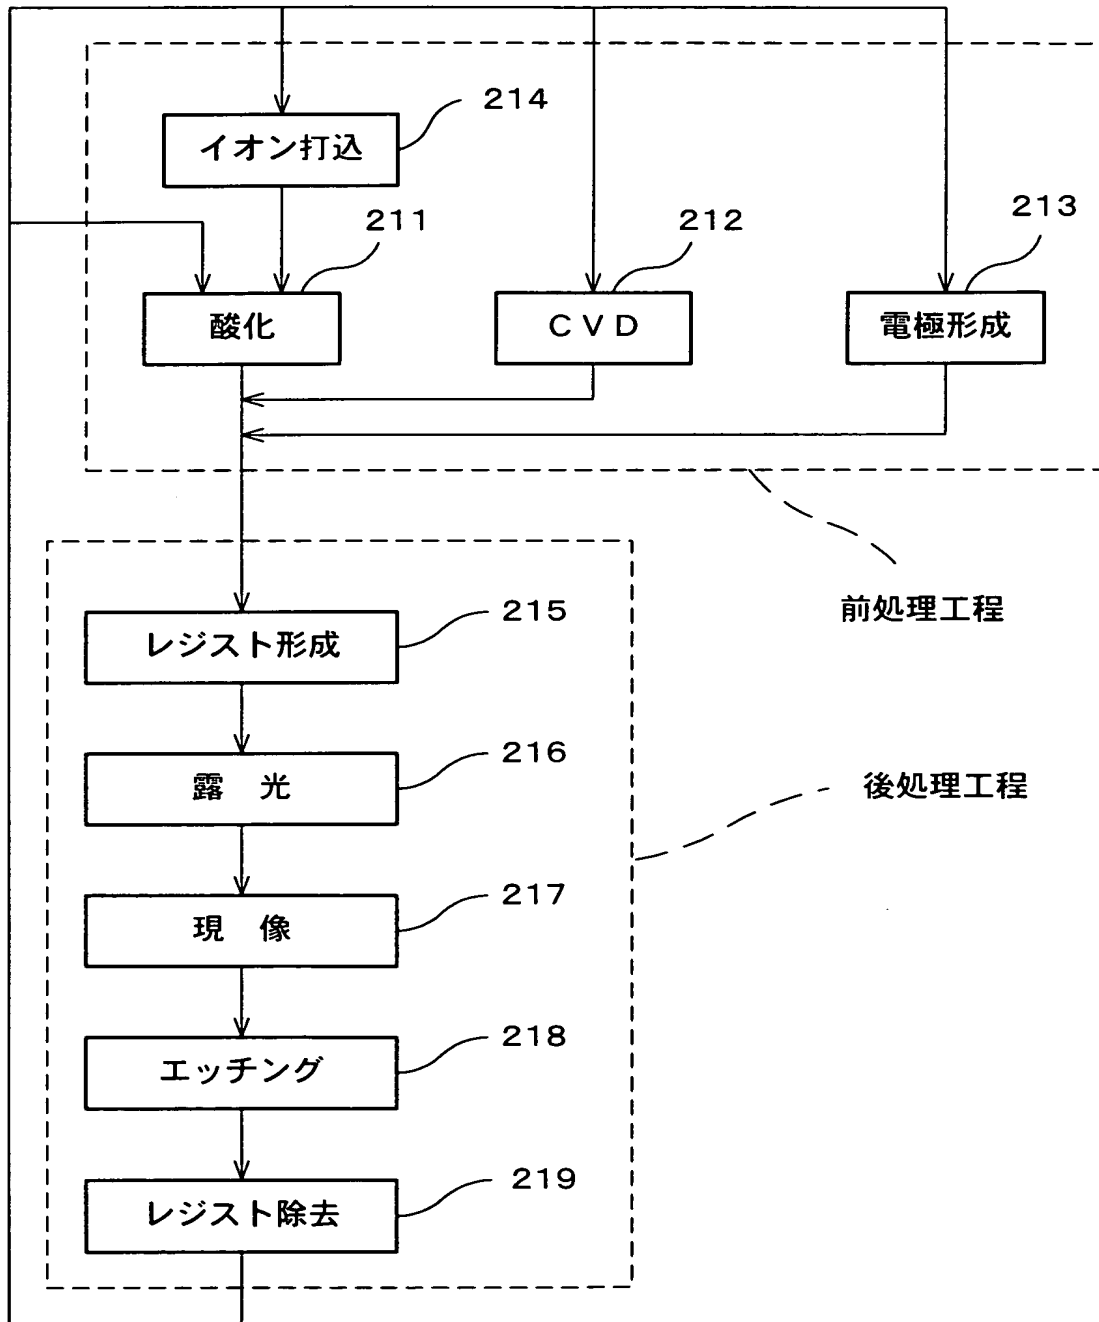 214
イオン打込
211
212
213
酸化
CVD
電極形成
前処理工程
215
レジスト形成
216
露 光
後処理工程
217
現 像
218
エッチング
219
レジスト除去